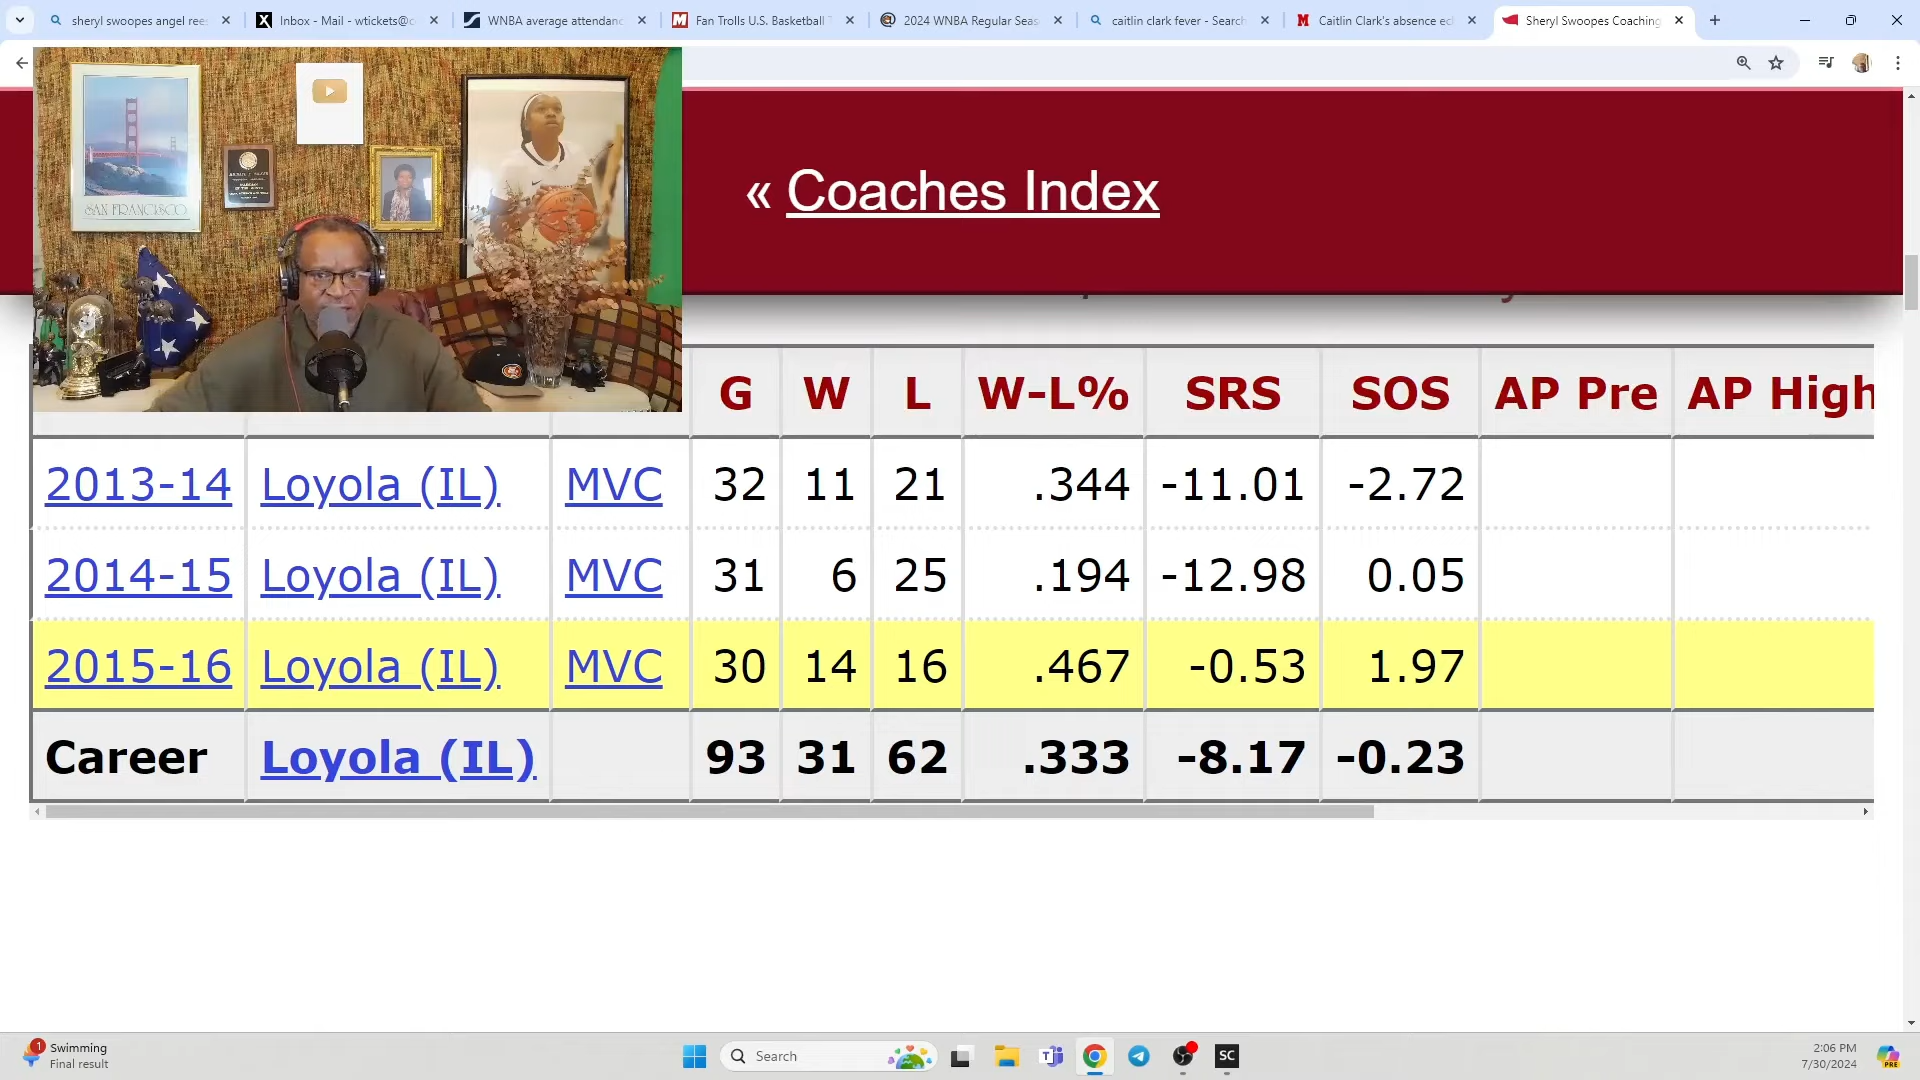 sheryl swoopes angel rees
Inbox - Mail - wtickets@o
WNBA average attendanc
Fan Trolls U.S. Basketball T
2024 WNBA Regular Seas
caitlin clark fever - Search
Caitlin Clark's absence ecl
Sheryl Swoopes Coaching
SAN FRANCISCO
« Coaches Index
G W L W-L% SRS SOS AP Pre AP High
2013-14 Loyola (IL) MVC 32 11 21 .344 -11.01 -2.72
2014-15 Loyola (IL) MVC 31 6 25 .194 -12.98 0.05
2015-16 Loyola (IL) MVC 30 14 16 .467 -0.53 1.97
Career Loyola (IL) 93 31 62 .333 -8.17 -0.23
1
Swimming
Final result
Search
SC
2:06 PM
7/30/2024
PRE